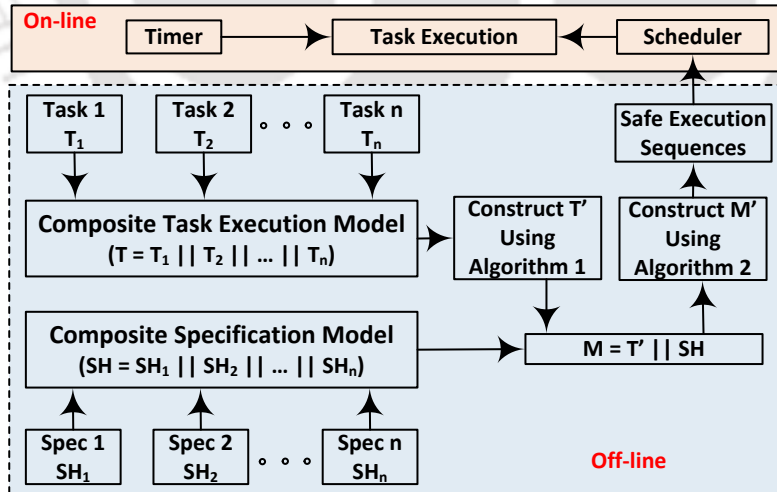 On-line
Timer
Task Execution
Scheduler
Task 1
T₁
Task 2
T₂
Task n
Tₙ
Safe Execution
Sequences
Composite Task Execution Model
(T = T₁ || T₂ || ... || Tₙ)
Construct T'
Using
Algorithm 1
Construct M'
Using
Algorithm 2
Composite Specification Model
(SH = SH₁ || SH₂ || ... || SHₙ)
M = T' || SH
Spec 1
SH₁
Spec 2
SH₂
Spec n
SHₙ
Off-line